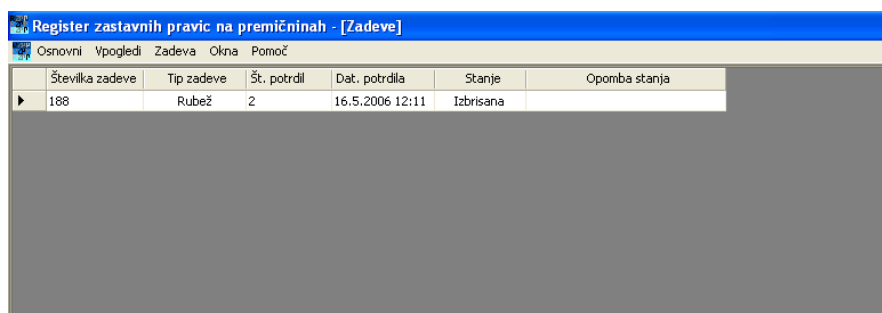 Register zastavnih pravic na premičninah - [Zadeve]
Osnovni Vpogledi Zadeva Okna Pomoč
Številka zadeve Tip zadeve Št. potrdil Dat. potrdila Stanje Opomba stanja
188 Rubež 2 16.5.2006 12:11 Izbrisana